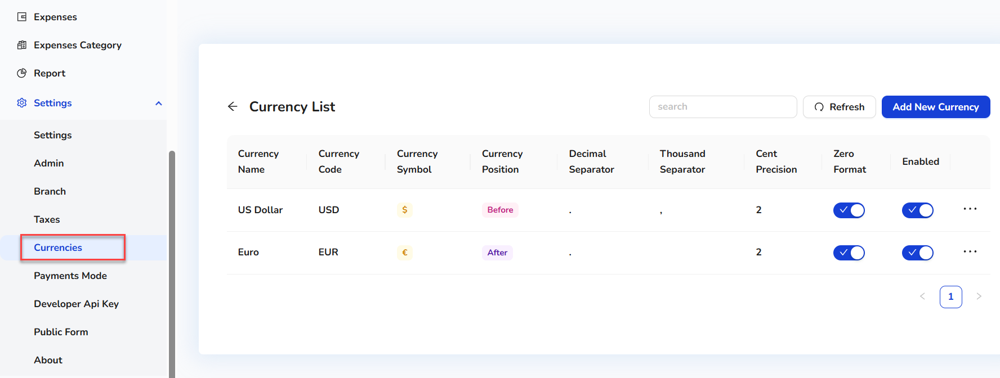 Expenses
Expenses Category
Report
Settings
Settings
Admin
Branch
Taxes
Currencies
Payments Mode
Developer Api Key
Public Form
About
Currency List
search
Refresh
Add New Currency
Currency Name
Currency Code
Currency Symbol
Currency Position
Decimal Separator
Thousand Separator
Cent Precision
Zero Format
Enabled
US Dollar USD $ Before . , 2
Euro EUR € After . 2
1